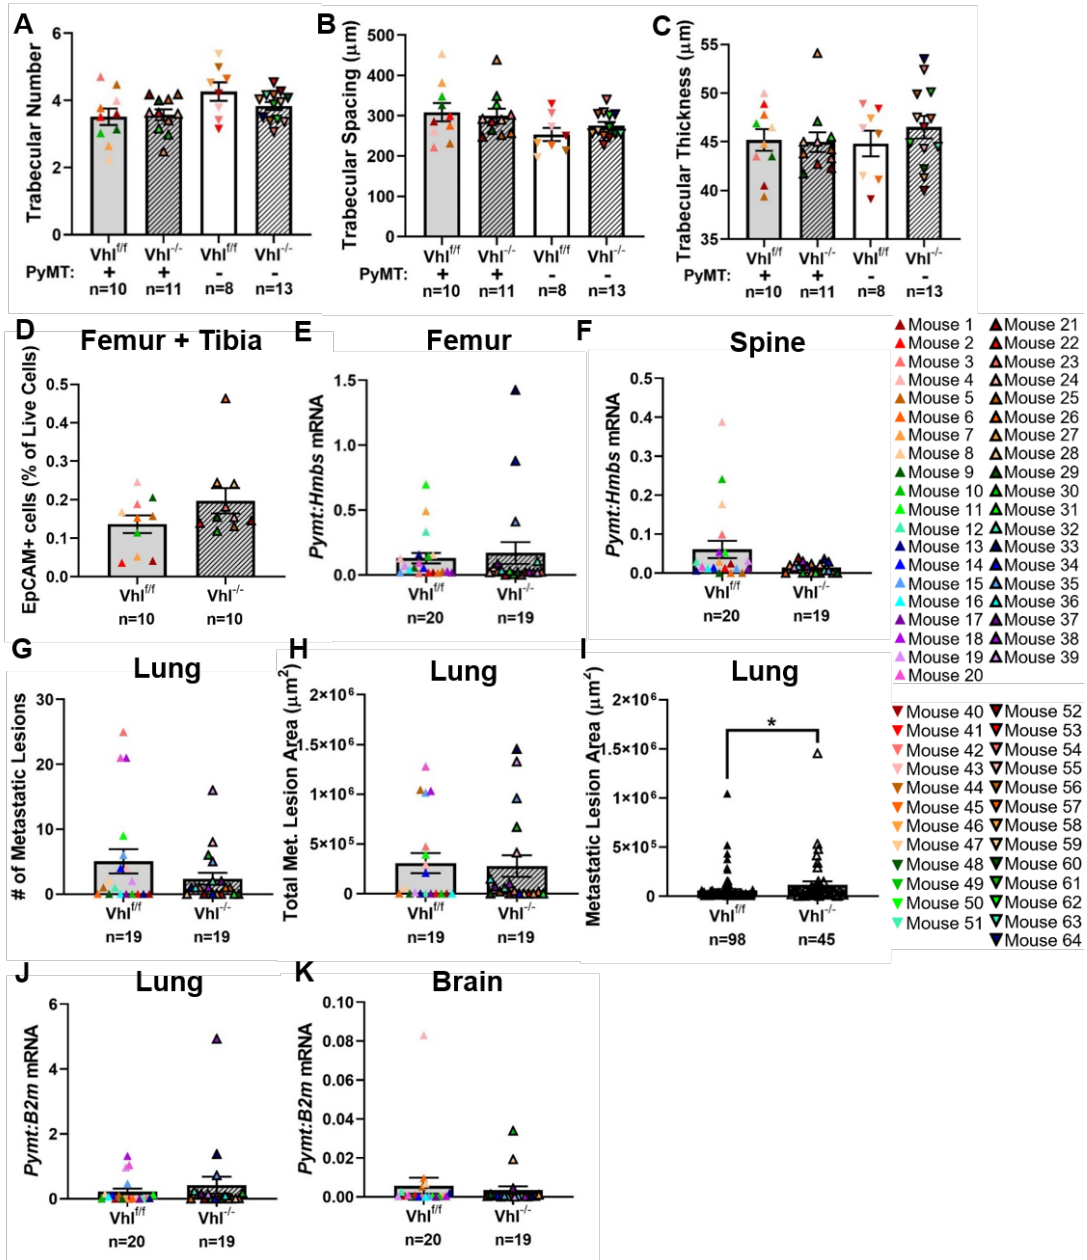 A
Trabecular Number
6
4
2
0
Vhl^f/f Vhl^-/- Vhl^f/f Vhl^-/-
PyMT: + + - -
n=10 n=11 n=8 n=13
B
Trabecular Spacing (μm)
500
400
300
200
100
0
Vhl^f/f Vhl^-/- Vhl^f/f Vhl^-/-
PyMT: + + - -
n=10 n=11 n=8 n=13
C
Trabecular Thickness (μm)
55
50
45
40
35
Vhl^f/f Vhl^-/- Vhl^f/f Vhl^-/-
PyMT: + + - -
n=10 n=11 n=8 n=13
D
Femur + Tibia
EpCAM+ cells (% of Live Cells)
0.5
0.4
0.3
0.2
0.1
0.0
Vhl^f/f Vhl^-/-
n=10 n=10
E
Femur
Pymt:Hmbs mRNA
1.5
1.0
0.5
0.0
Vhl^f/f Vhl^-/-
n=20 n=19
F
Spine
Pymt:Hmbs mRNA
0.5
0.4
0.3
0.2
0.1
0.0
Vhl^f/f Vhl^-/-
n=20 n=19
Mouse 1 Mouse 21
Mouse 2 Mouse 22
Mouse 3 Mouse 23
Mouse 4 Mouse 24
Mouse 5 Mouse 25
Mouse 6 Mouse 26
Mouse 7 Mouse 27
Mouse 8 Mouse 28
Mouse 9 Mouse 29
Mouse 10 Mouse 30
Mouse 11 Mouse 31
Mouse 12 Mouse 32
Mouse 13 Mouse 33
Mouse 14 Mouse 34
Mouse 15 Mouse 35
Mouse 16 Mouse 36
Mouse 17 Mouse 37
Mouse 18 Mouse 38
Mouse 19 Mouse 39
Mouse 20
G
Lung
# of Metastatic Lesions
30
20
10
0
Vhl^f/f Vhl^-/-
n=19 n=19
H
Lung
Total Met. Lesion Area (μm²)
2×10⁶
1.5×10⁶
1×10⁶
5×10⁵
0
Vhl^f/f Vhl^-/-
n=19 n=19
I
Lung
Metastatic Lesion Area (μm²)
2×10⁶
1.5×10⁶
1×10⁶
5×10⁵
0
*
Vhl^f/f Vhl^-/-
n=98 n=45
Mouse 40 Mouse 52
Mouse 41 Mouse 53
Mouse 42 Mouse 54
Mouse 43 Mouse 55
Mouse 44 Mouse 56
Mouse 45 Mouse 57
Mouse 46 Mouse 58
Mouse 47 Mouse 59
Mouse 48 Mouse 60
Mouse 49 Mouse 61
Mouse 50 Mouse 62
Mouse 51 Mouse 63
Mouse 64
J
Lung
Pymt:B2m mRNA
6
4
2
0
Vhl^f/f Vhl^-/-
n=20 n=19
K
Brain
Pymt:B2m mRNA
0.10
0.08
0.06
0.04
0.02
0.00
Vhl^f/f Vhl^-/-
n=20 n=19